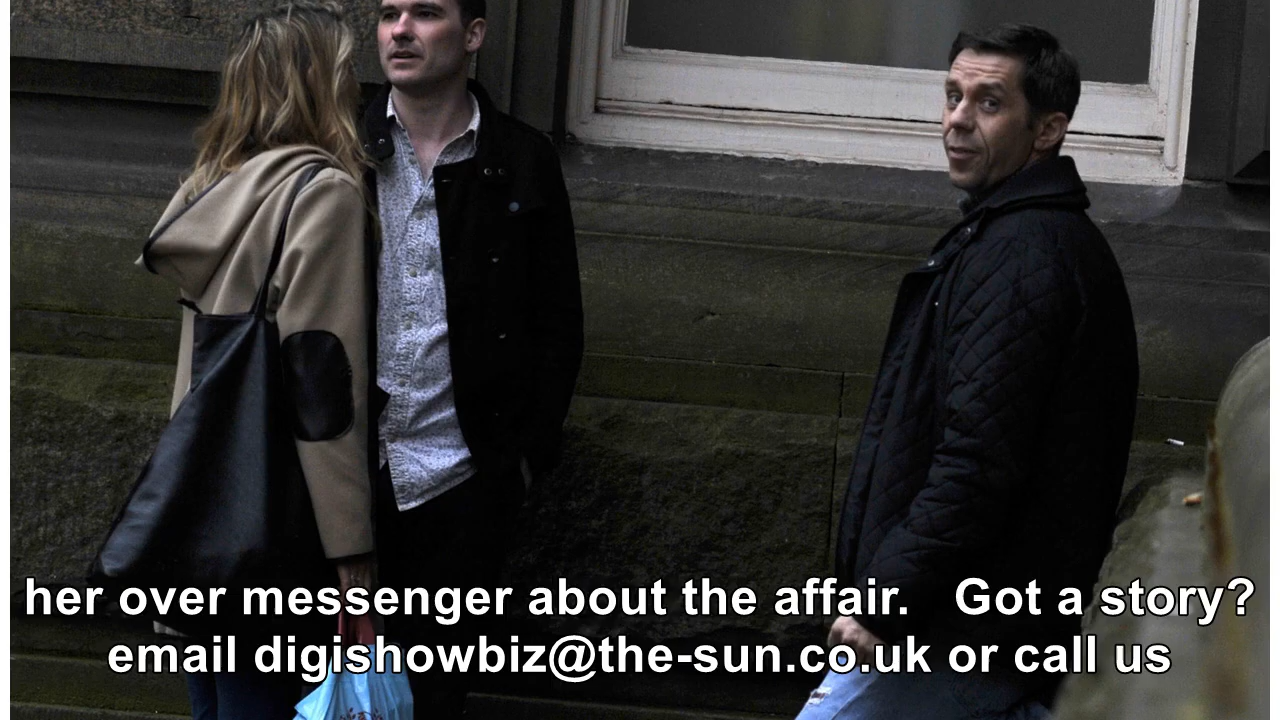 her over messenger about the affair.   Got a story?
email digishowbiz@the-sun.co.uk or call us